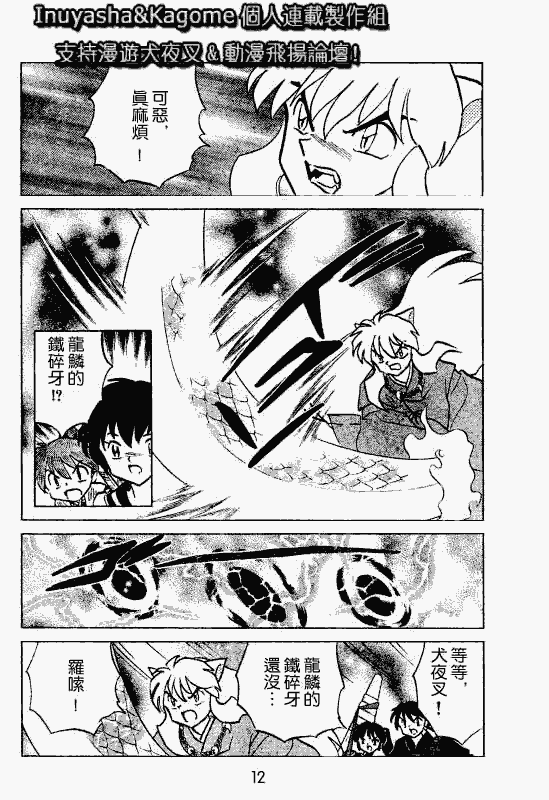 Inuyasha&Kagome 個人連載製作組
支持漫遊犬夜叉 & 動漫飛揚論壇!
可惡,
眞麻煩!
龍鱗的
鐵碎牙!?
等等,
犬夜叉!
龍鱗的
鐵碎牙
還沒…
羅嗦!
12